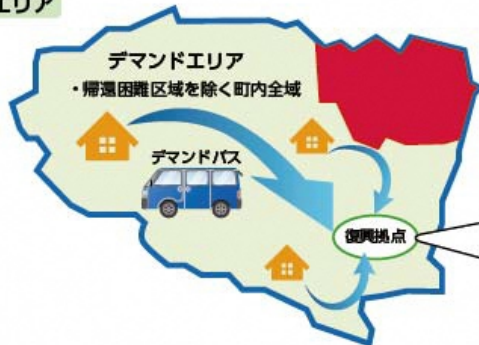 エリア
デマンドエリア
・帰還困難区域を除く町内全域
デマンドバス
復興拠点